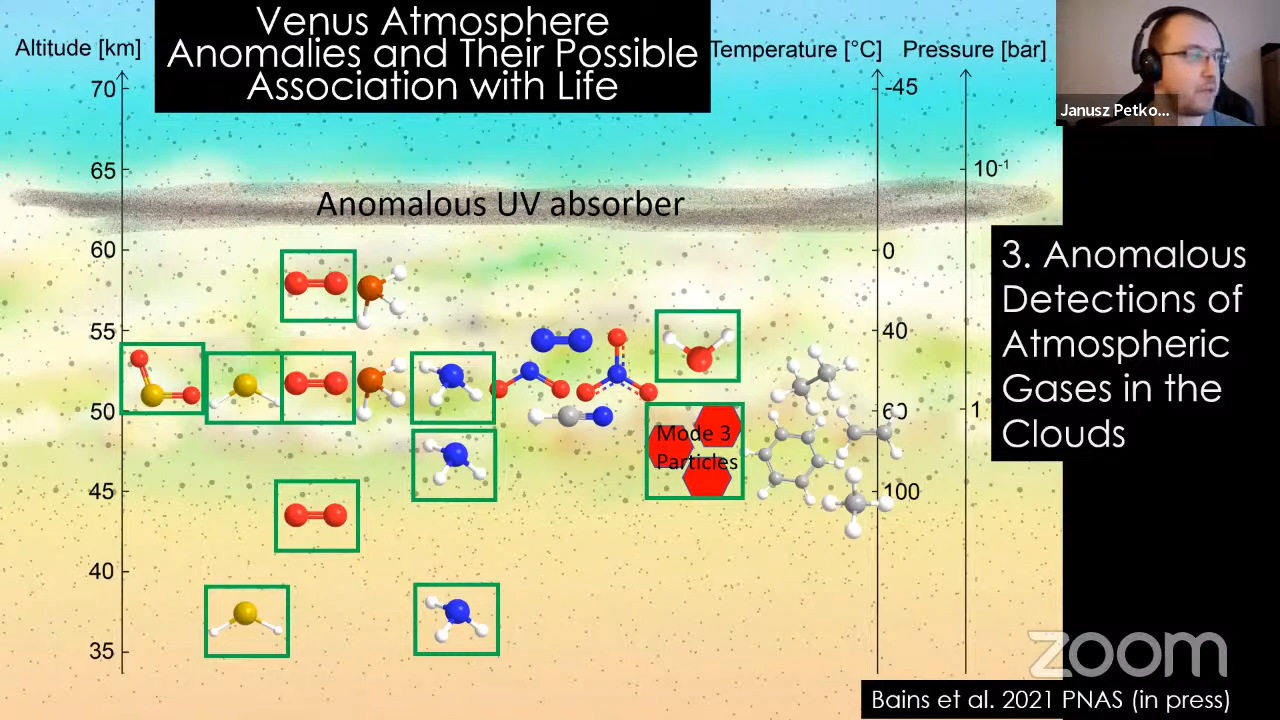 Venus Atmosphere
Anomalies and Their Possible
Association with Life
Altitude [km]
Temperature [°C]
Pressure [bar]
Janusz Petko...
70
-45
65
10⁻¹
Anomalous UV absorber
60
0
3. Anomalous
Detections of
Atmospheric
Gases in the
Clouds
55
40
50
60
1
Mode 3
Particles
45
100
40
35
zoom
Bains et al. 2021 PNAS (in press)